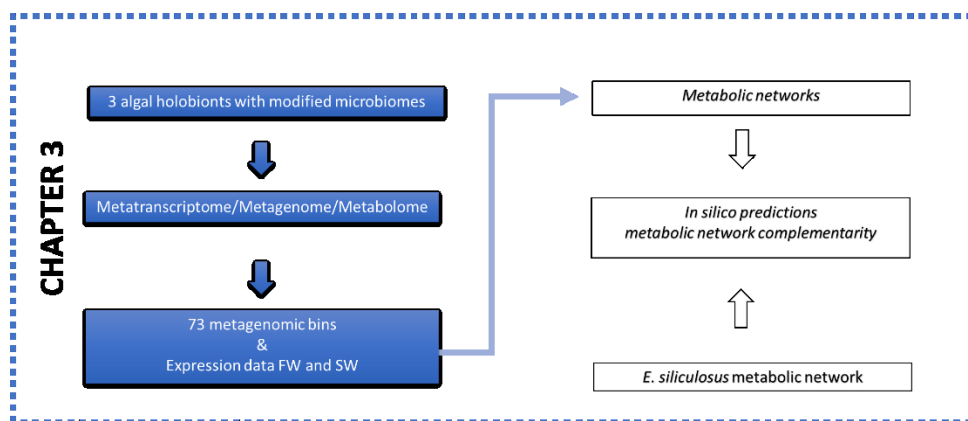 CHAPTER 3
3 algal holobionts with modified microbiomes
Metatranscriptome/Metagenome/Metabolome
73 metagenomic bins
&
Expression data FW and SW
Metabolic networks
In silico predictions
metabolic network complementarity
E. siliculosus metabolic network